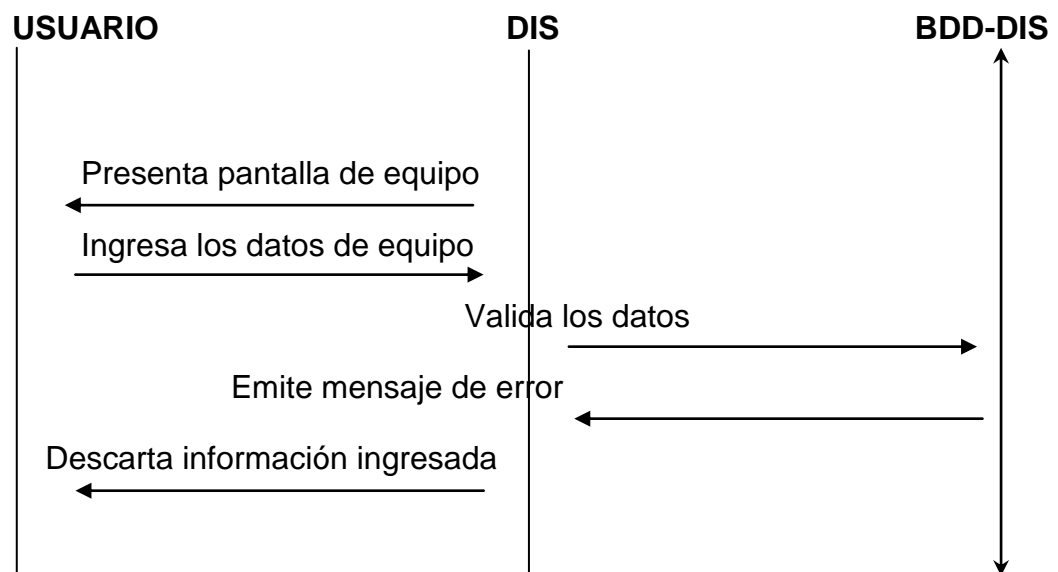 USUARIO DIS BDD-DIS
Presenta pantalla de equipo
Ingresa los datos de equipo
Valida los datos
Emite mensaje de error
Descarta información ingresada